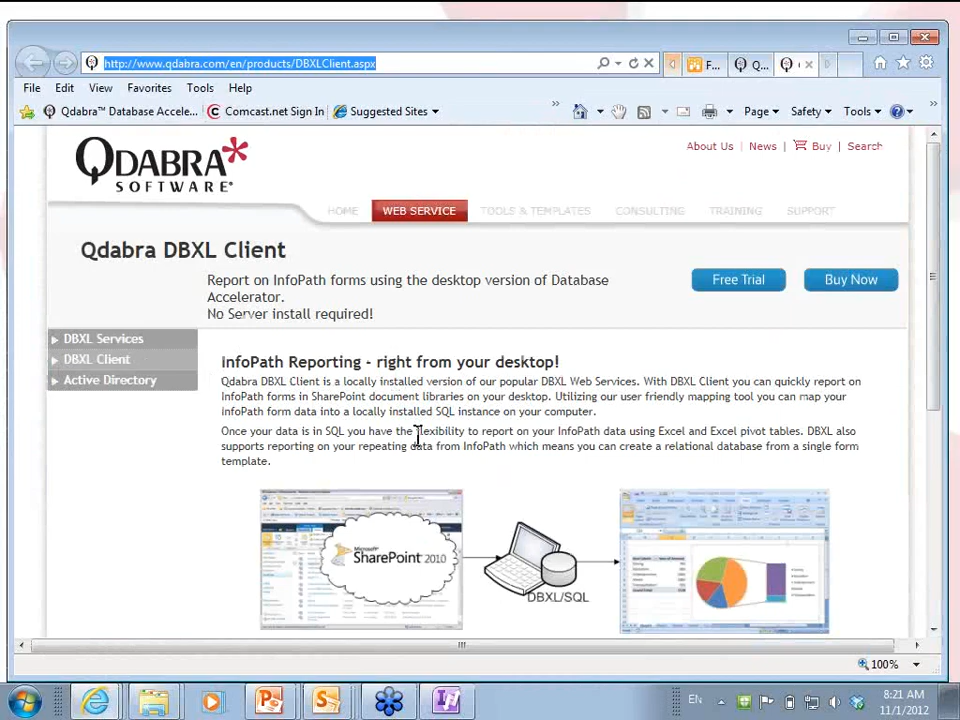 http://www.qdabra.com/en/products/DBXLClient.aspx
F...
Q...
File Edit View Favorites Tools Help
Qdabra™ Database Accele... Comcast.net Sign In Suggested Sites
Page Safety Tools
QDABRA
SOFTWARE
About Us News Buy | Search
HOME WEB SERVICE TOOLS & TEMPLATES CONSULTING TRAINING SUPPORT
Qdabra DBXL Client
Report on InfoPath forms using the desktop version of Database
Accelerator.
No Server install required!
Free Trial Buy Now
DBXL Services
DBXL Client
Active Directory
InfoPath Reporting - right from your desktop!
Qdabra DBXL Client is a locally installed version of our popular DBXL Web Services. With DBXL Client you can quickly report on
InfoPath forms in SharePoint document libraries on your desktop. Utilizing our user friendly mapping tool you can map your
InfoPath form data into a locally installed SQL instance on your computer.
Once your data is in SQL you have the flexibility to report on your InfoPath data using Excel and Excel pivot tables. DBXL also
supports reporting on your repeating data from InfoPath which means you can create a relational database from a single form
template.
Microsoft
SharePoint 2010
DBXL/SQL
100%
EN
8:21 AM
11/1/2012